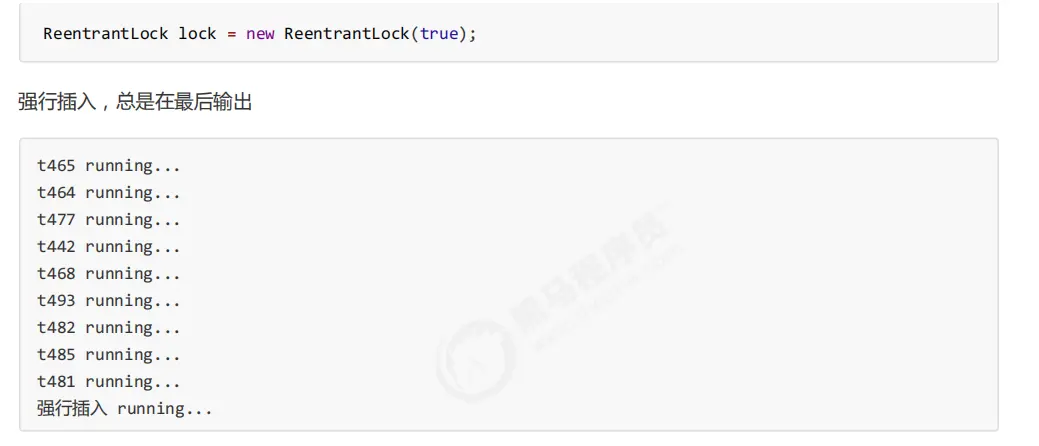 ReentrantLock lock = new ReentrantLock(true);
强行插入，总是在最后输出
t465 running...
t464 running...
t477 running...
t442 running...
t468 running...
t493 running...
t482 running...
t485 running...
t481 running...
强行插入 running...
黑马程序员